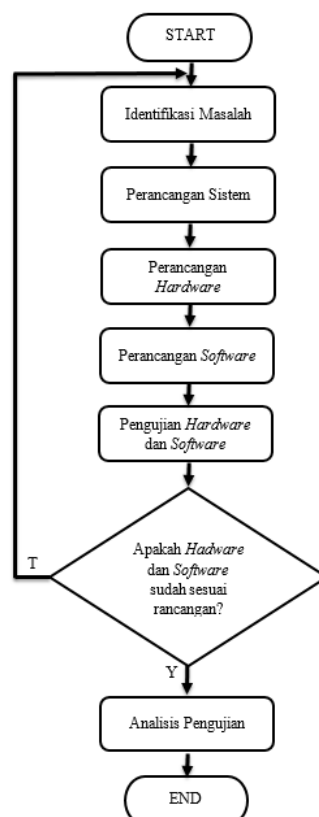 START
Identifikasi Masalah
Perancangan Sistem
Perancangan
Hardware
Perancangan Software
Pengujian Hardware
dan Software
Apakah Hadware
dan Software
sudah sesuai
rancangan?
T
Y
Analisis Pengujian
END